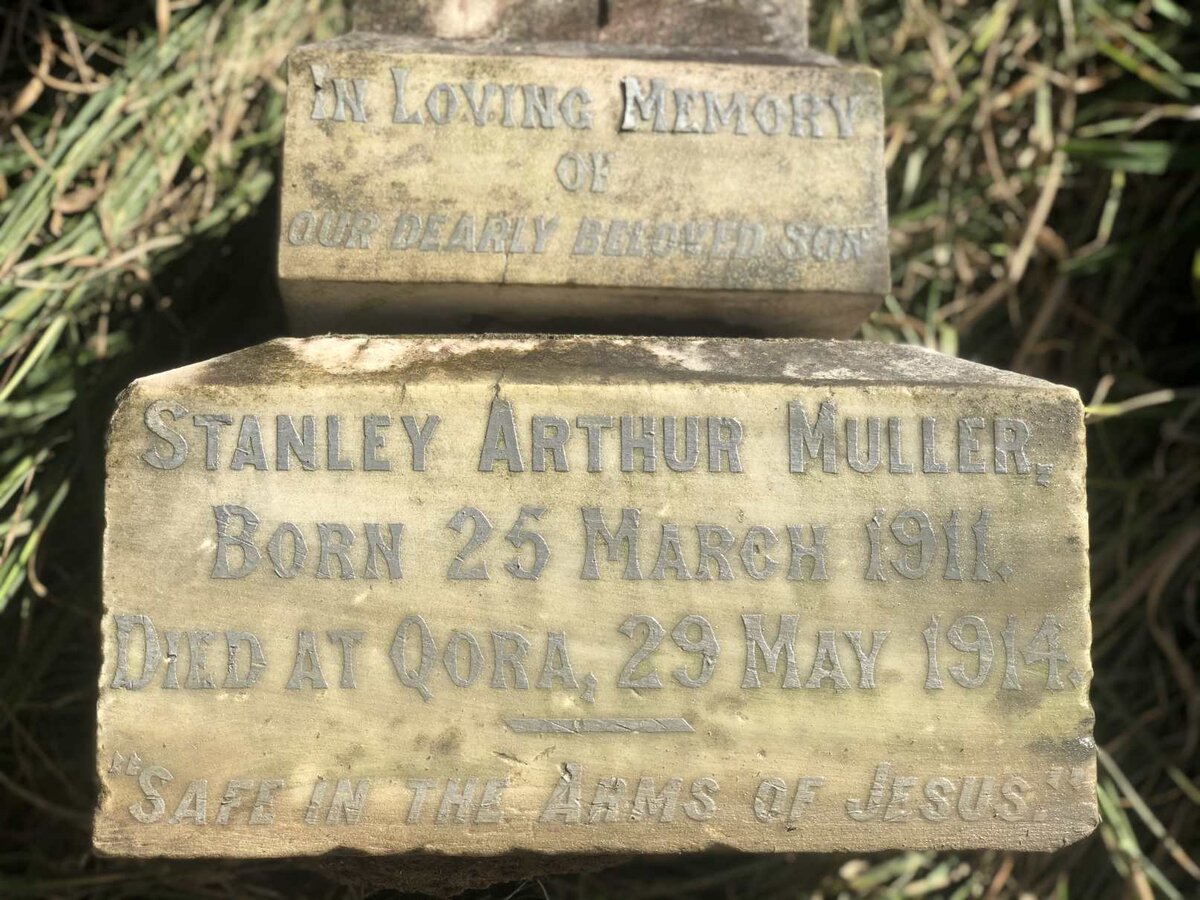 IN LOVING MEMORY
OF
OUR DEARLY BELOVED SON
STANLEY ARTHUR MULLER,
BORN 25 MARCH 1911.
DIED AT QORA, 29 MAY 1914.
"SAFE IN THE ARMS OF JESUS."